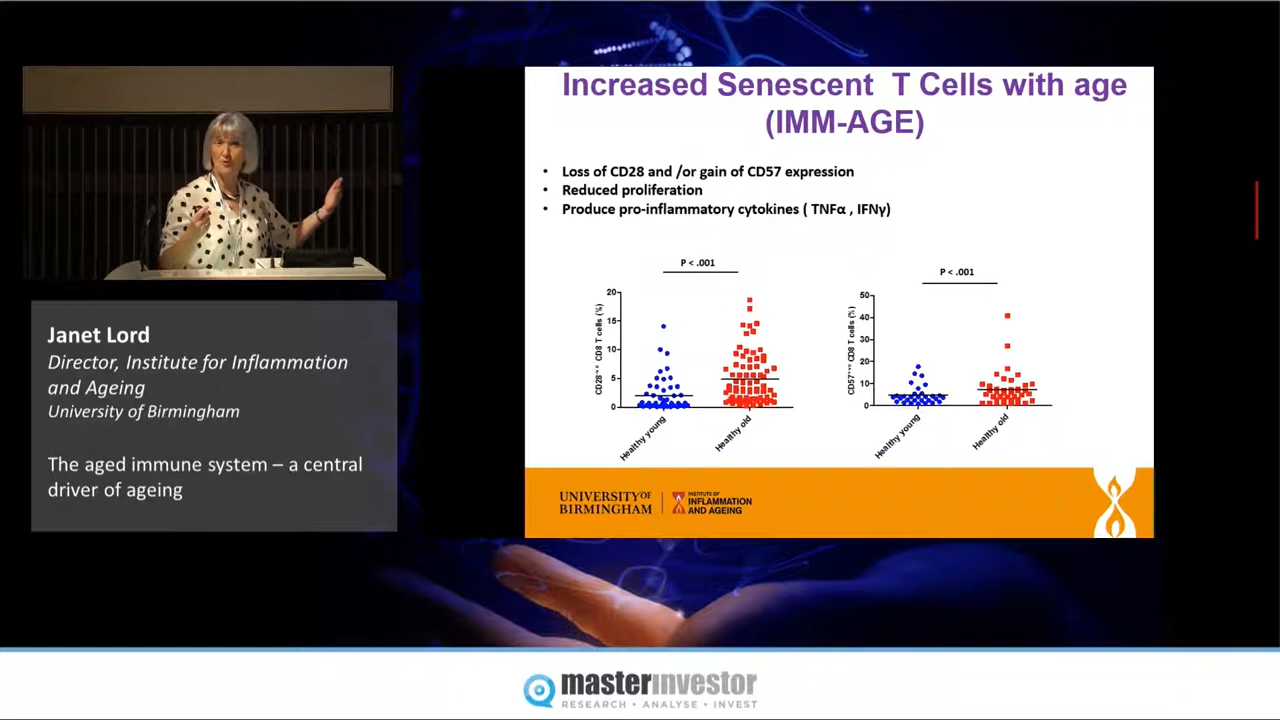 Increased Senescent T Cells with age
(IMM-AGE)
• Loss of CD28 and /or gain of CD57 expression
• Reduced proliferation
• Produce pro-inflammatory cytokines ( TNFα , IFNγ)
P < .001
20
15
10
5
0
CD8 T cells (%)
Healthy young
Healthy old
P < .001
50
40
30
20
10
0
CD8 T cells (%)
Healthy young
Healthy old
UNIVERSITY OF
BIRMINGHAM
INSTITUTE OF
INFLAMMATION
AND AGEING
Janet Lord
Director, Institute for Inflammation
and Ageing
University of Birmingham
The aged immune system – a central
driver of ageing
masterinvestor
RESEARCH • ANALYSE • INVEST